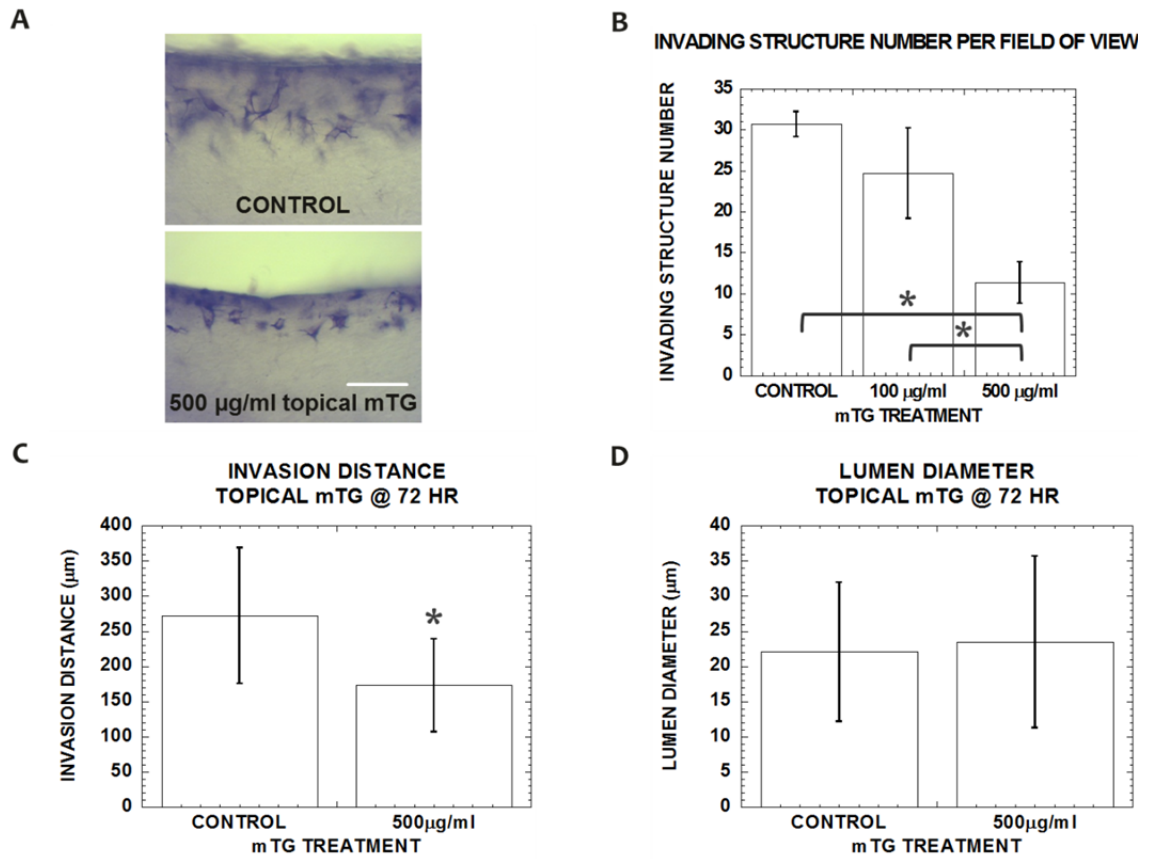 A
CONTROL
500 µg/ml topical mTG
B
INVADING STRUCTURE NUMBER PER FIELD OF VIEW
INVADING STRUCTURE NUMBER
35
30
25
20
15
10
5
0
*
*
CONTROL 100 µg/ml 500 µg/ml
mTG TREATMENT
C
INVASION DISTANCE
TOPICAL mTG @ 72 HR
INVASION DISTANCE (µm)
400
350
300
250
200
150
100
50
0
*
CONTROL 500µg/ml
mTG TREATMENT
D
LUMEN DIAMETER
TOPICAL mTG @ 72 HR
LUMEN DIAMETER (µm)
40
35
30
25
20
15
10
5
0
CONTROL 500µg/ml
mTG TREATMENT